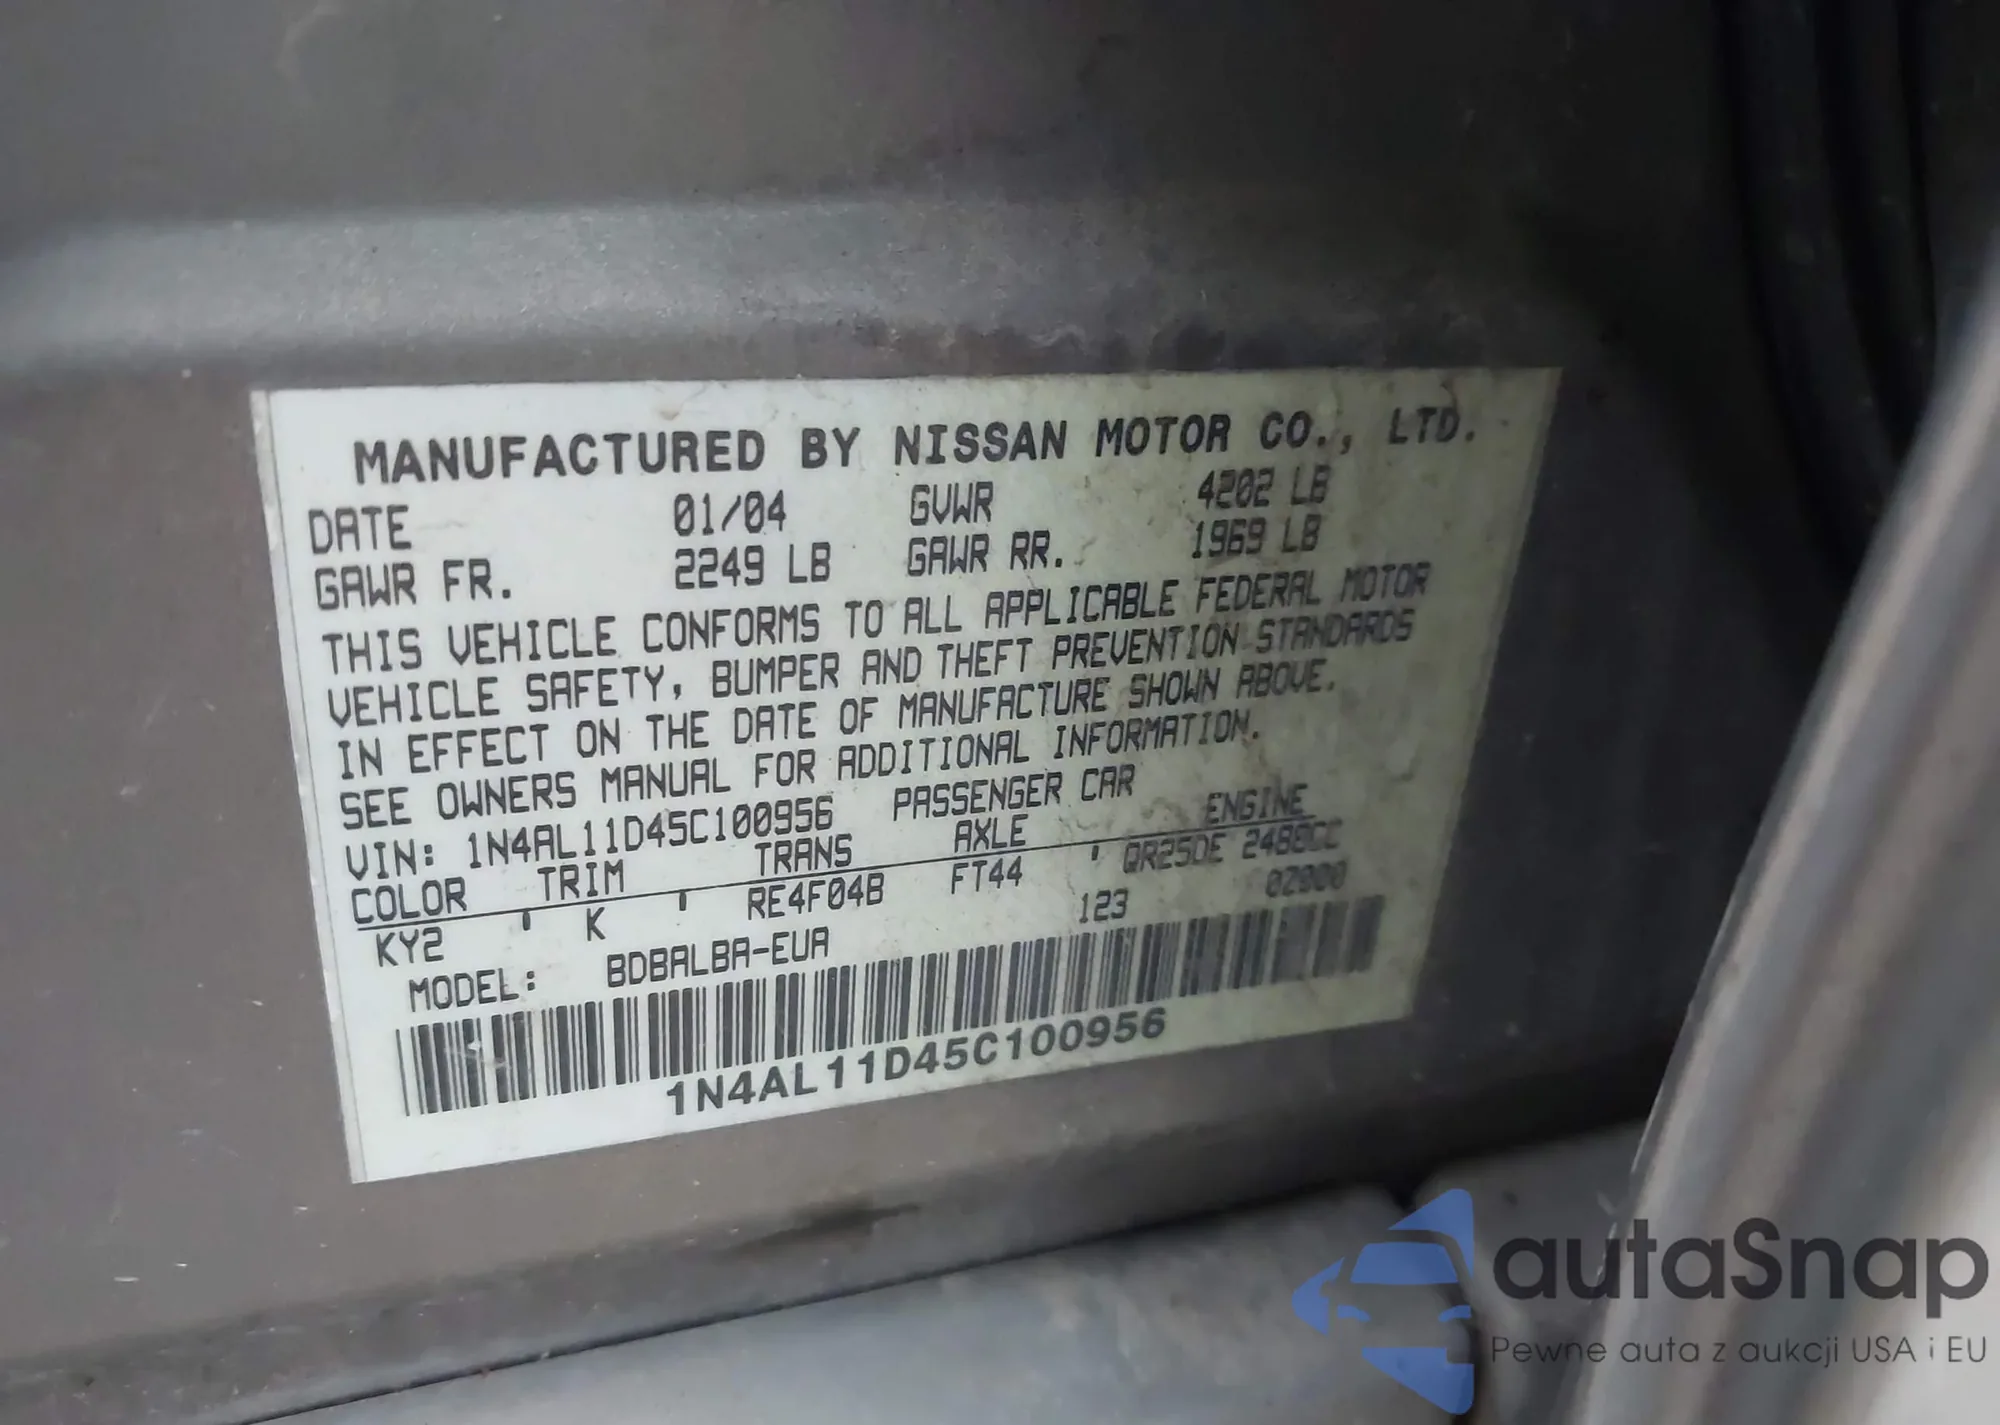 MANUFACTURED BY NISSAN MOTOR CO., LTD.
DATE 01/04 GVWR 4202 LB
GAWR FR. 2249 LB GAWR RR. 1969 LB
THIS VEHICLE CONFORMS TO ALL APPLICABLE FEDERAL MOTOR
VEHICLE SAFETY, BUMPER AND THEFT PREVENTION STANDARDS
IN EFFECT ON THE DATE OF MANUFACTURE SHOWN ABOVE.
SEE OWNERS MANUAL FOR ADDITIONAL INFORMATION.
VIN: 1N4AL11D45C100956 PASSENGER CAR
COLOR TRIM TRANS AXLE ENGINE
KY2 K RE4F04B FT44 QR25DE 2488CC
MODEL: BDBALBA-EUA 123 02000
1N4AL11D45C100956
autaSnap
Pewne auta z aukcji USA i EU